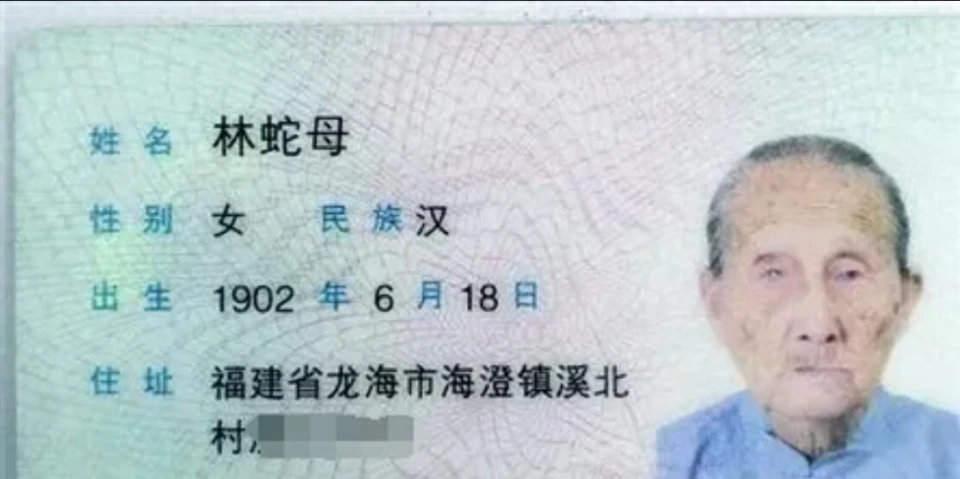 姓名 林蛇母
性别 女 民族 汉
出生 1902 年 6 月 18 日
住址 福建省龙海市海澄镇溪北
村